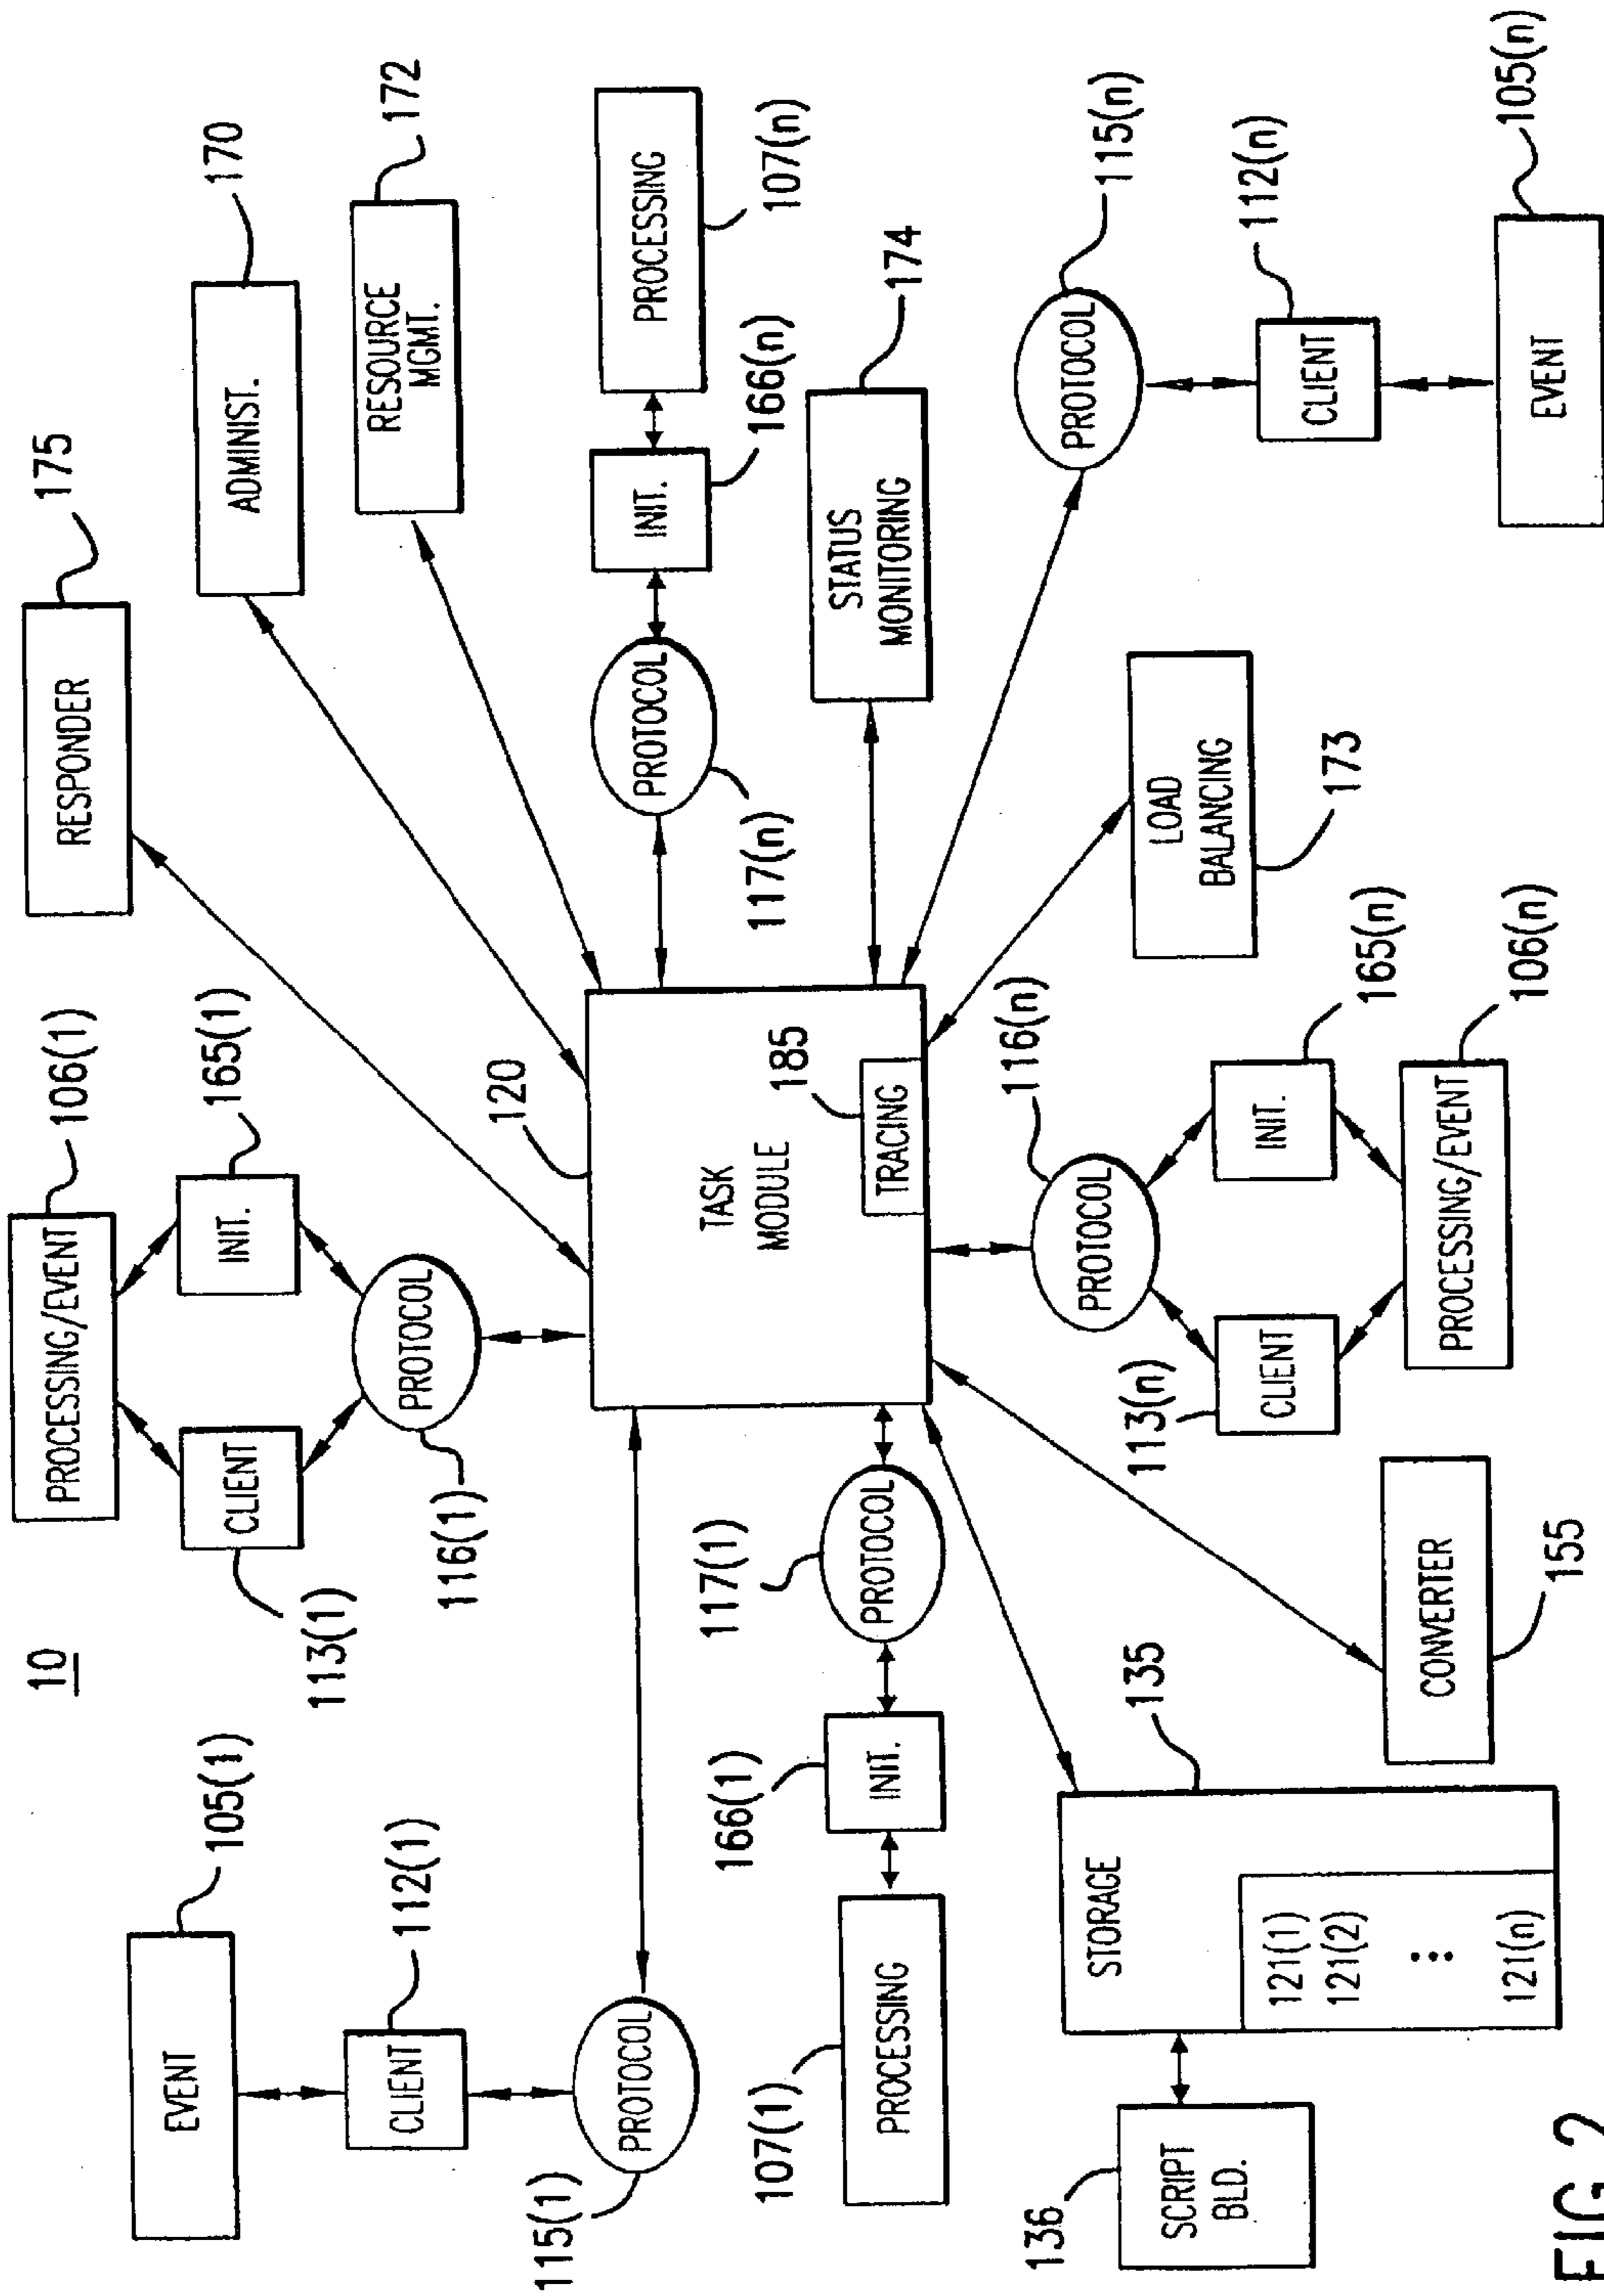 10
EVENT
105(1)
CLIENT
112(1)
PROTOCOL
115(1)
PROCESSING/EVENT
106(1)
CLIENT
113(1)
INIT.
165(1)
PROTOCOL
116(1)
RESPONDER
175
ADMINIST.
170
RESOURCE
MGMT.
172
PROCESSING
107(n)
INIT.
166(n)
PROTOCOL
117(n)
TASK
MODULE
120
TRACING
185
STATUS
MONITORING
174
PROTOCOL
115(n)
CLIENT
112(n)
EVENT
105(n)
LOAD
BALANCING
173
PROTOCOL
116(n)
INIT.
165(n)
CLIENT
113(n)
PROCESSING/EVENT
106(n)
PROCESSING
107(1)
INIT.
166(1)
PROTOCOL
117(1)
CONVERTER
155
STORAGE
135
121(1)
121(2)
⋮
121(n)
SCRIPT
BLD.
136
FIG. 2